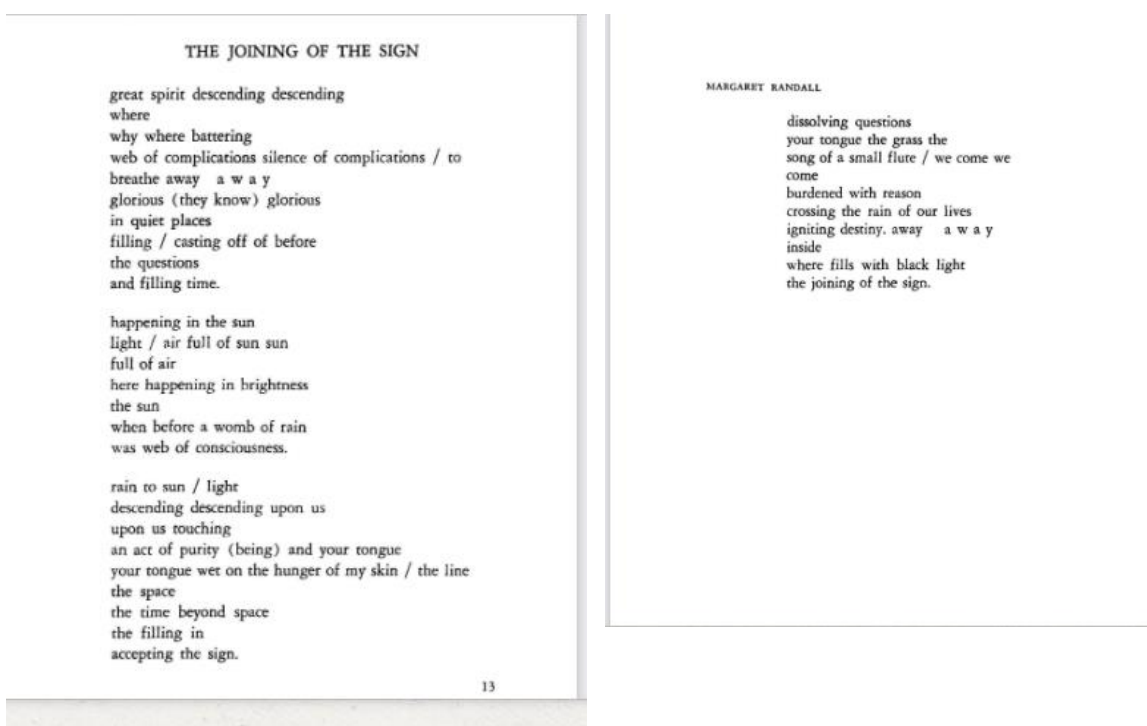 THE JOINING OF THE SIGN
great spirit descending descending
where
why where battering
web of complications silence of complications / to
breathe away a w a y
glorious (they know) glorious
in quiet places
filling / casting off of before
the questions
and filling time.
happening in the sun
light / air full of sun sun
full of air
here happening in brightness
the sun
when before a womb of rain
was web of consciousness.
rain to sun / light
descending descending upon us
upon us touching
an act of purity (being) and your tongue
your tongue wet on the hunger of my skin / the line
the space
the time beyond space
the filling in
accepting the sign.
13
MARGARET RANDALL
dissolving questions
your tongue the grass the
song of a small flute / we come we
come
burdened with reason
crossing the rain of our lives
igniting destiny. away a w a y
inside
where fills with black light
the joining of the sign.